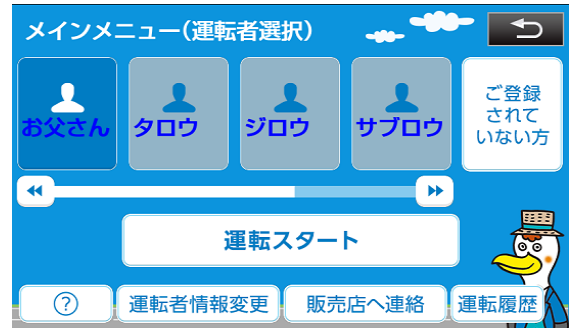 メインメニュー(運転者選択)
お父さん
タロウ
ジロウ
サブロウ
ご登録
されて
いない方
運転スタート
?
運転者情報変更
販売店へ連絡
運転履歴